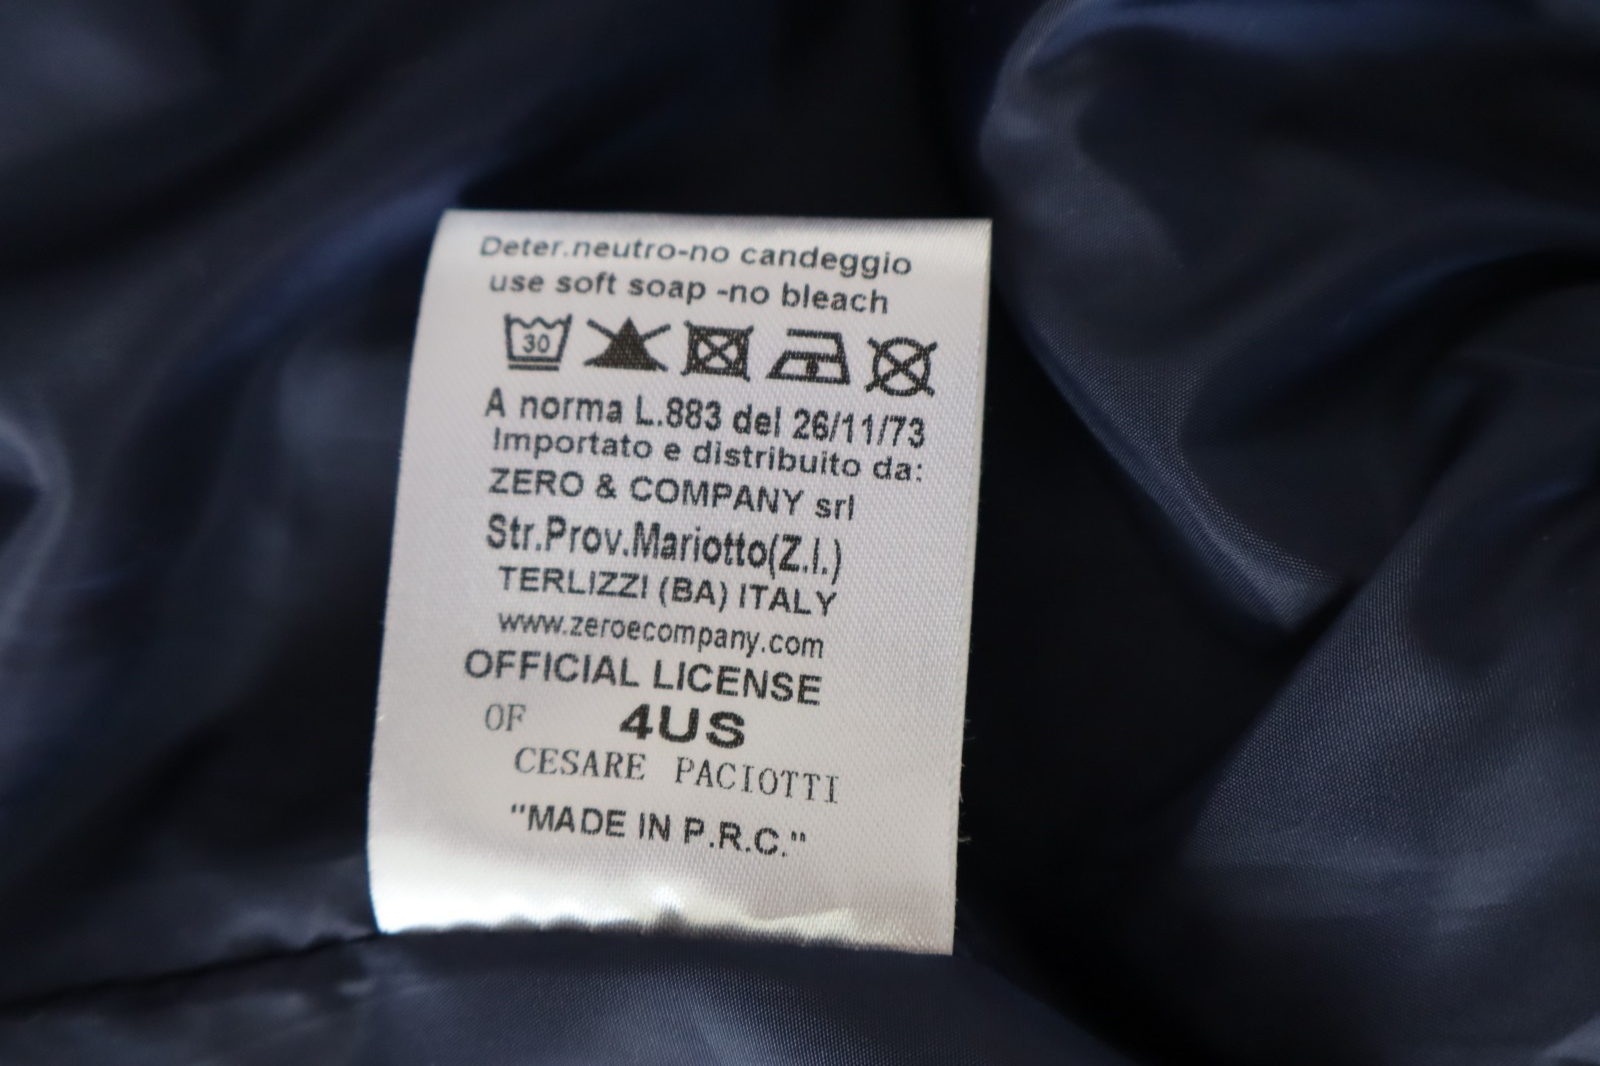 Deter.neutro-no candeggio
use soft soap -no bleach
30
A norma L.883 del 26/11/73
Importato e distribuito da:
ZERO & COMPANY srl
Str.Prov.Mariotto(Z.I.)
TERLIZZI (BA) ITALY
www.zeroecompany.com
OFFICIAL LICENSE
OF 4US
CESARE PACIOTTI
"MADE IN P.R.C."